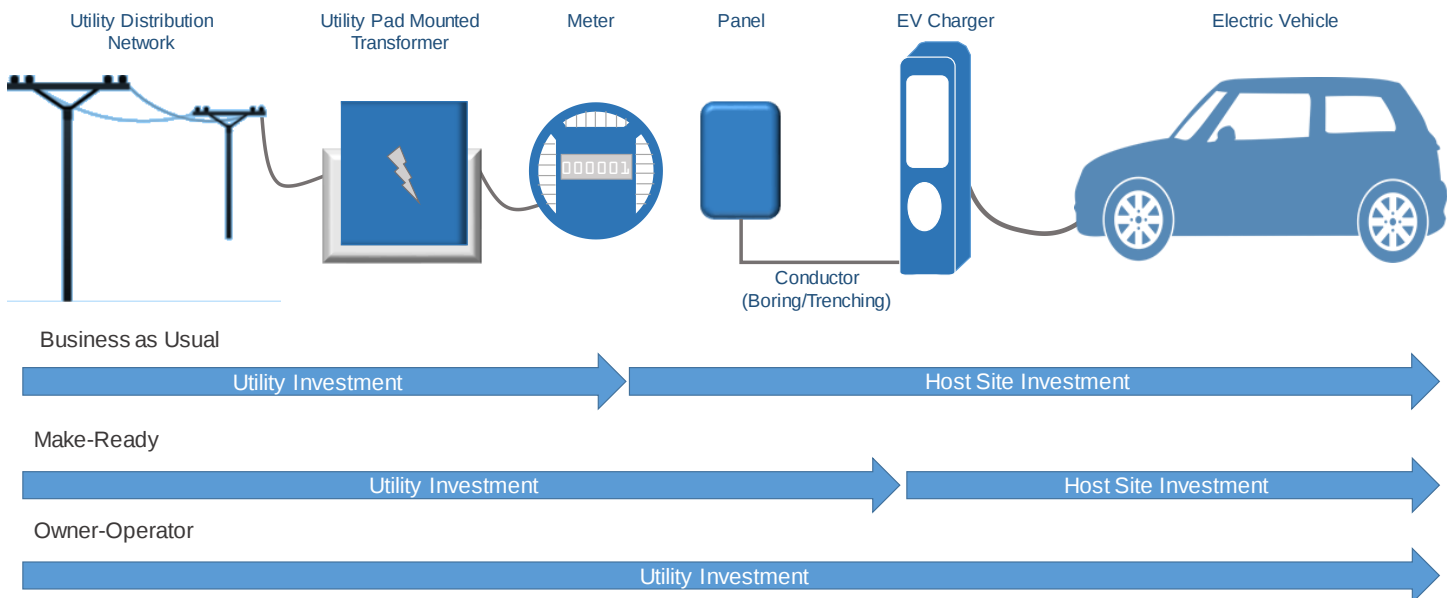 Utility Distribution
Network
Utility Pad Mounted
Transformer
Meter
Panel
EV Charger
Electric Vehicle
000001
Conductor
(Boring/Trenching)
Business as Usual
Utility Investment
Host Site Investment
Make-Ready
Utility Investment
Host Site Investment
Owner-Operator
Utility Investment